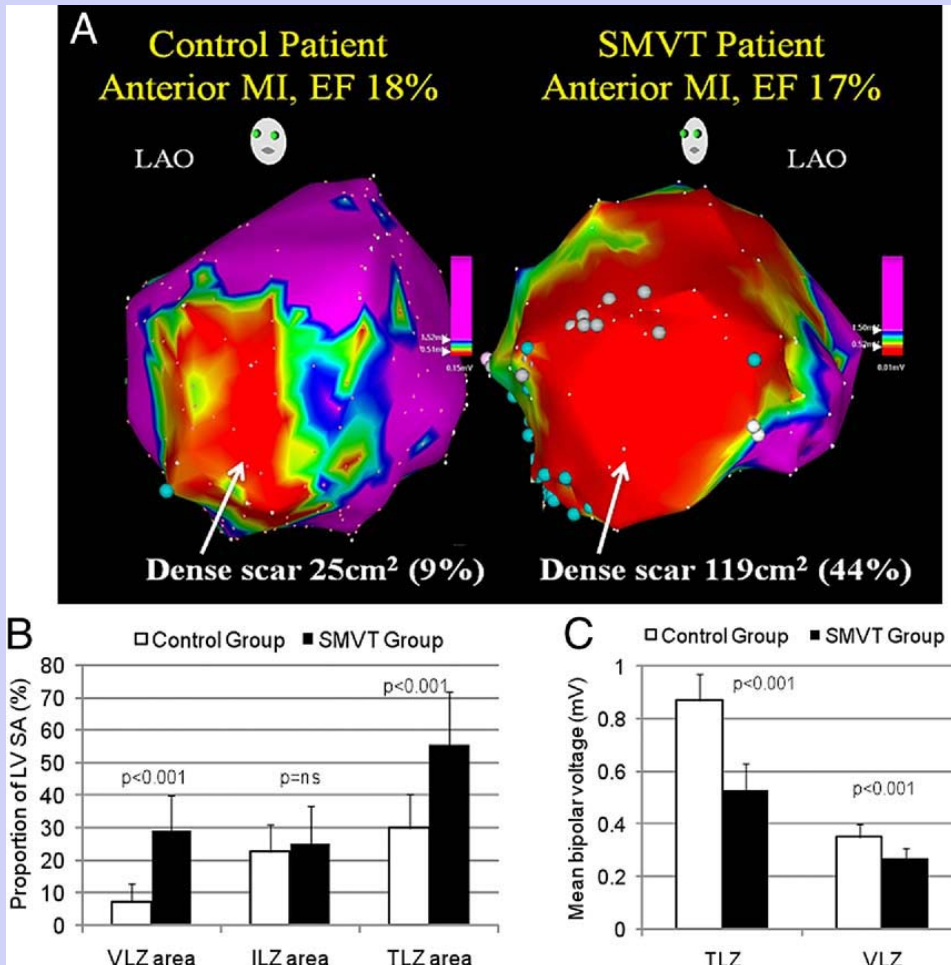 A
Control Patient
Anterior MI, EF 18%
SMVT Patient
Anterior MI, EF 17%
LAO
LAO
1.52mV
0.51mV
0.15mV
1.50mV
0.52mV
0.01mV
Dense scar 25cm² (9%)
Dense scar 119cm² (44%)
B
Control Group
SMVT Group
Proportion of LV SA (%)
80
70
60
50
40
30
20
10
0
p<0.001
p=ns
p<0.001
VLZ area
ILZ area
TLZ area
C
Control Group
SMVT Group
Mean bipolar voltage (mV)
1
0.8
0.6
0.4
0.2
0
p<0.001
p<0.001
TLZ
VLZ